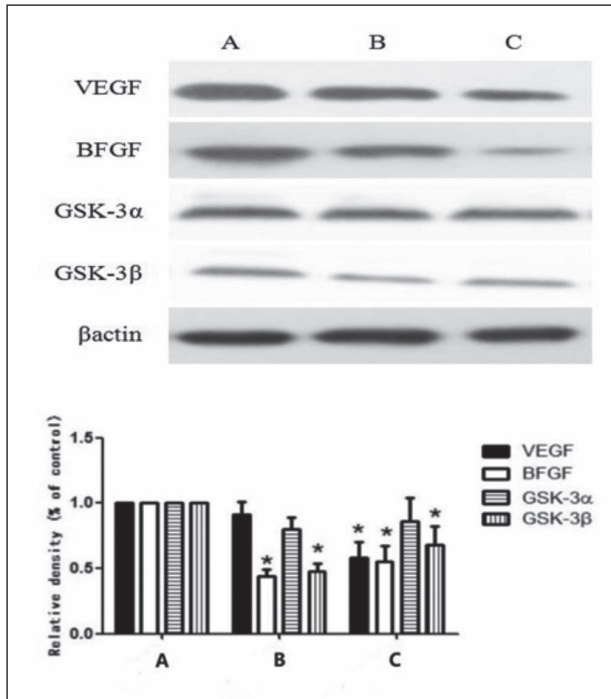 A B C
VEGF
BFGF
GSK-3α
GSK-3β
βactin
Relative density (% of control)
1.5
1.0
0.5
0.0
* * * * *
A B C
VEGF
BFGF
GSK-3α
GSK-3β